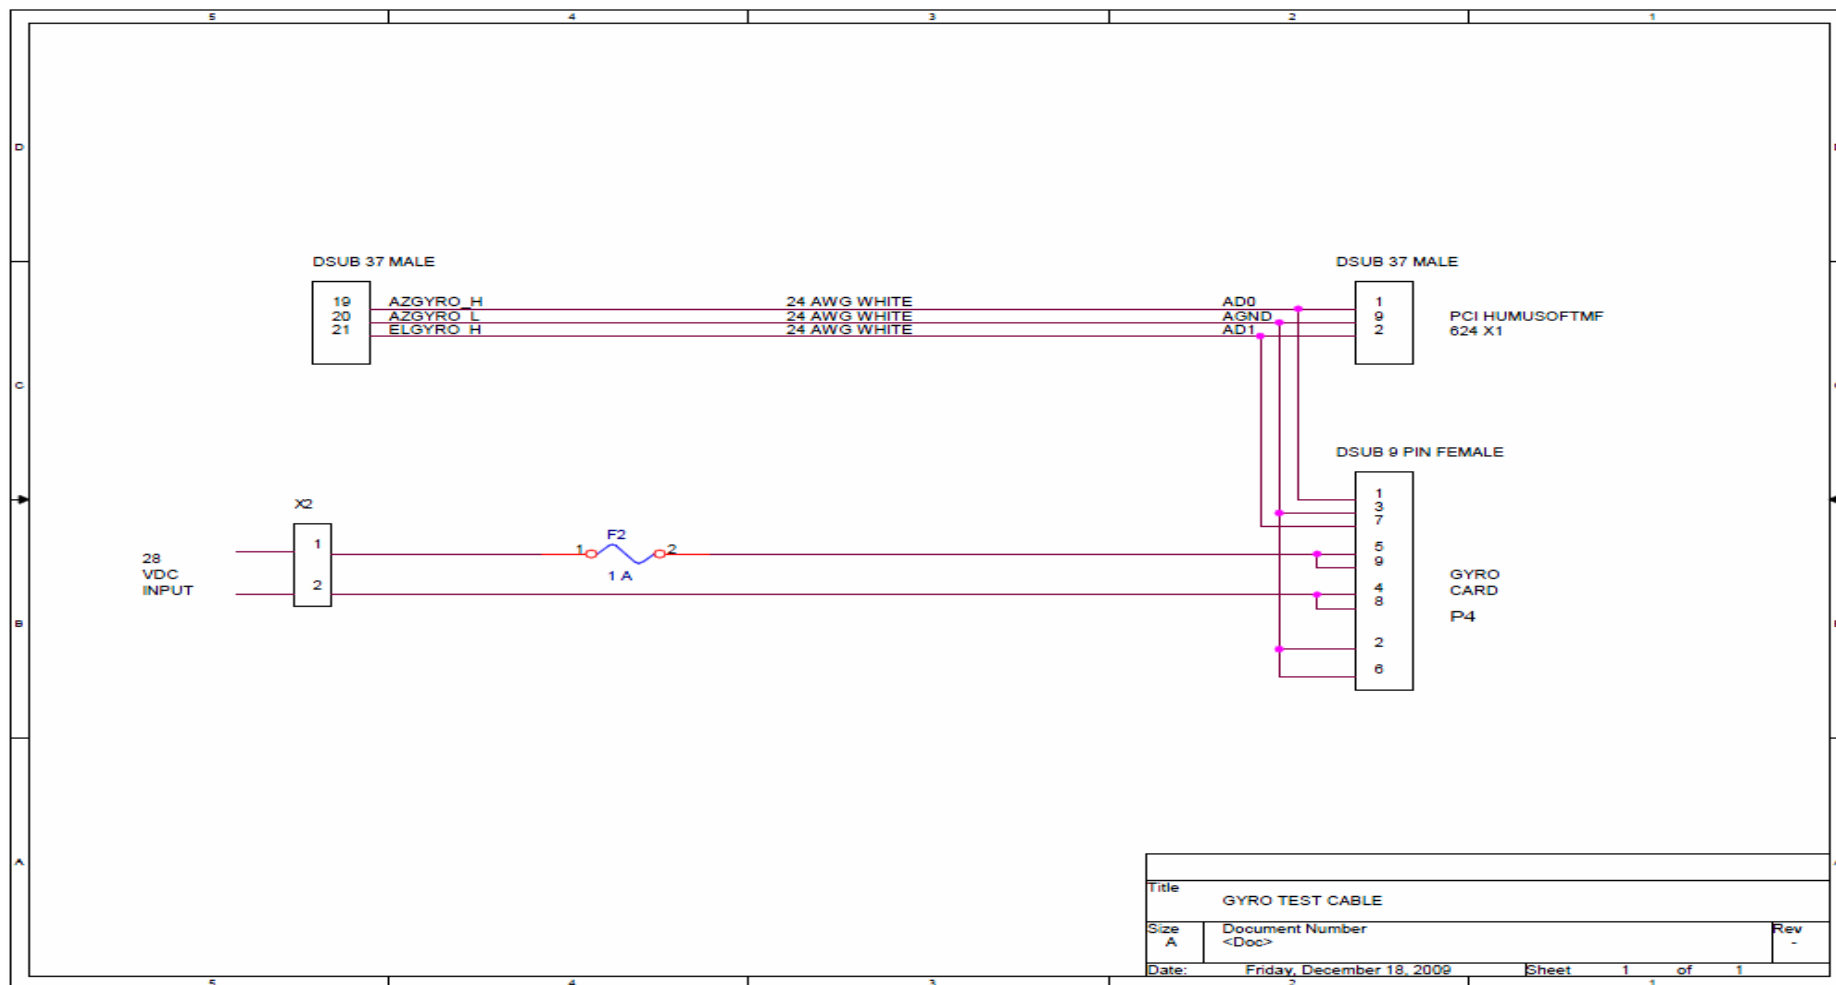 5 4 3 2 1
D
DSUB 37 MALE DSUB 37 MALE
19 AZGYRO_H 24 AWG WHITE AD0 1
20 AZGYRO_L 24 AWG WHITE AGND 9
21 ELGYRO_H 24 AWG WHITE AD1 2
PCI HUMUSOFTMF
624 X1
C
DSUB 9 PIN FEMALE
1
3
7
5
9
4
8
2
6
GYRO
CARD
P4
X2
1
2
28
VDC
INPUT
F2
1 2
1 A
B
A
Title
GYRO TEST CABLE
Size
A
Document Number
<Doc>
Rev
-
Date: Friday, December 18, 2009 Sheet 1 of 1
5 4 3 2 1